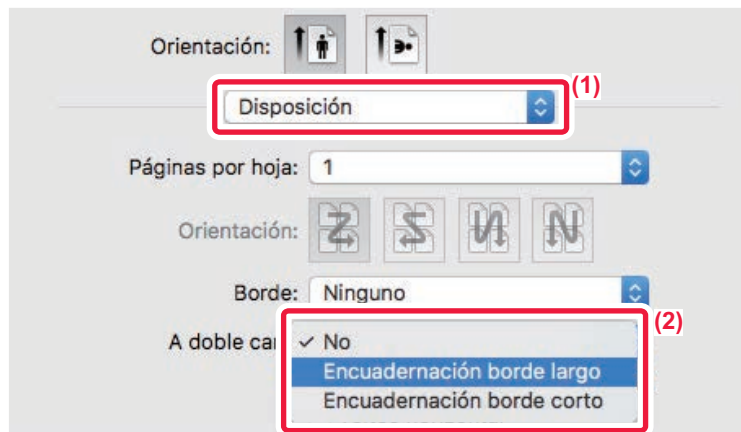 Orientación:
(1)
Disposición
Páginas por hoja: 1
Orientación:
Borde: Ninguno
(2)
A doble car ✓ No
Encuadernación borde largo
Encuadernación borde corto